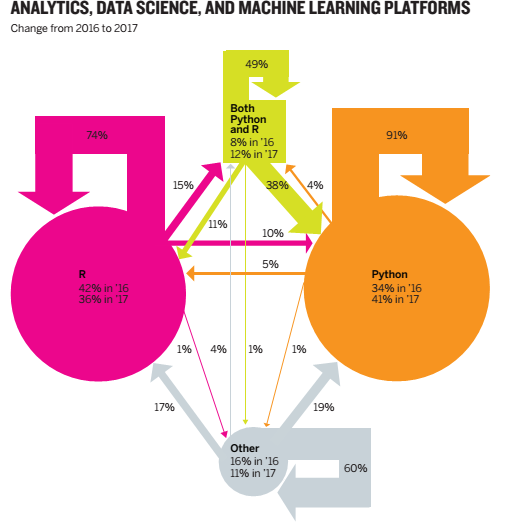 ANALYTICS, DATA SCIENCE, AND MACHINE LEARNING PLATFORMS
Change from 2016 to 2017
49%
Both
Python
and R
8% in '16
12% in '17
74%
91%
15%
38%
4%
11%
10%
5%
R
42% in '16
36% in '17
Python
34% in '16
41% in '17
1%
4%
1%
1%
17%
19%
Other
16% in '16
11% in '17
60%